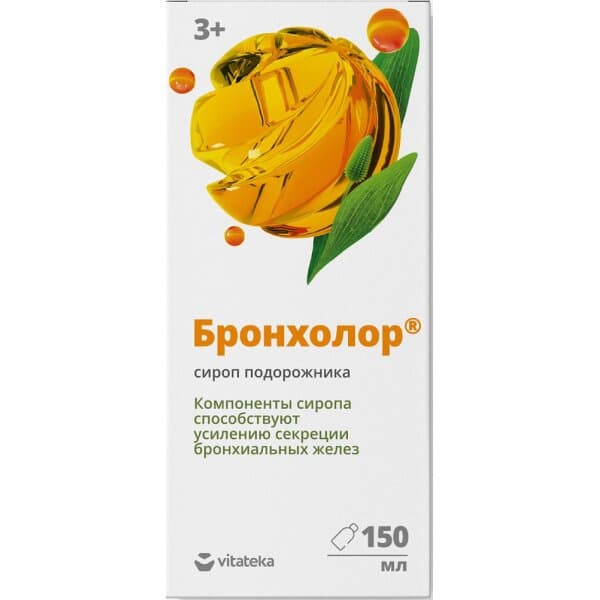 3+
Бронхолор®
сироп подорожника
Компоненты сиропа
способствуют
усилению секреции
бронхиальных желез
150
мл
vitateka